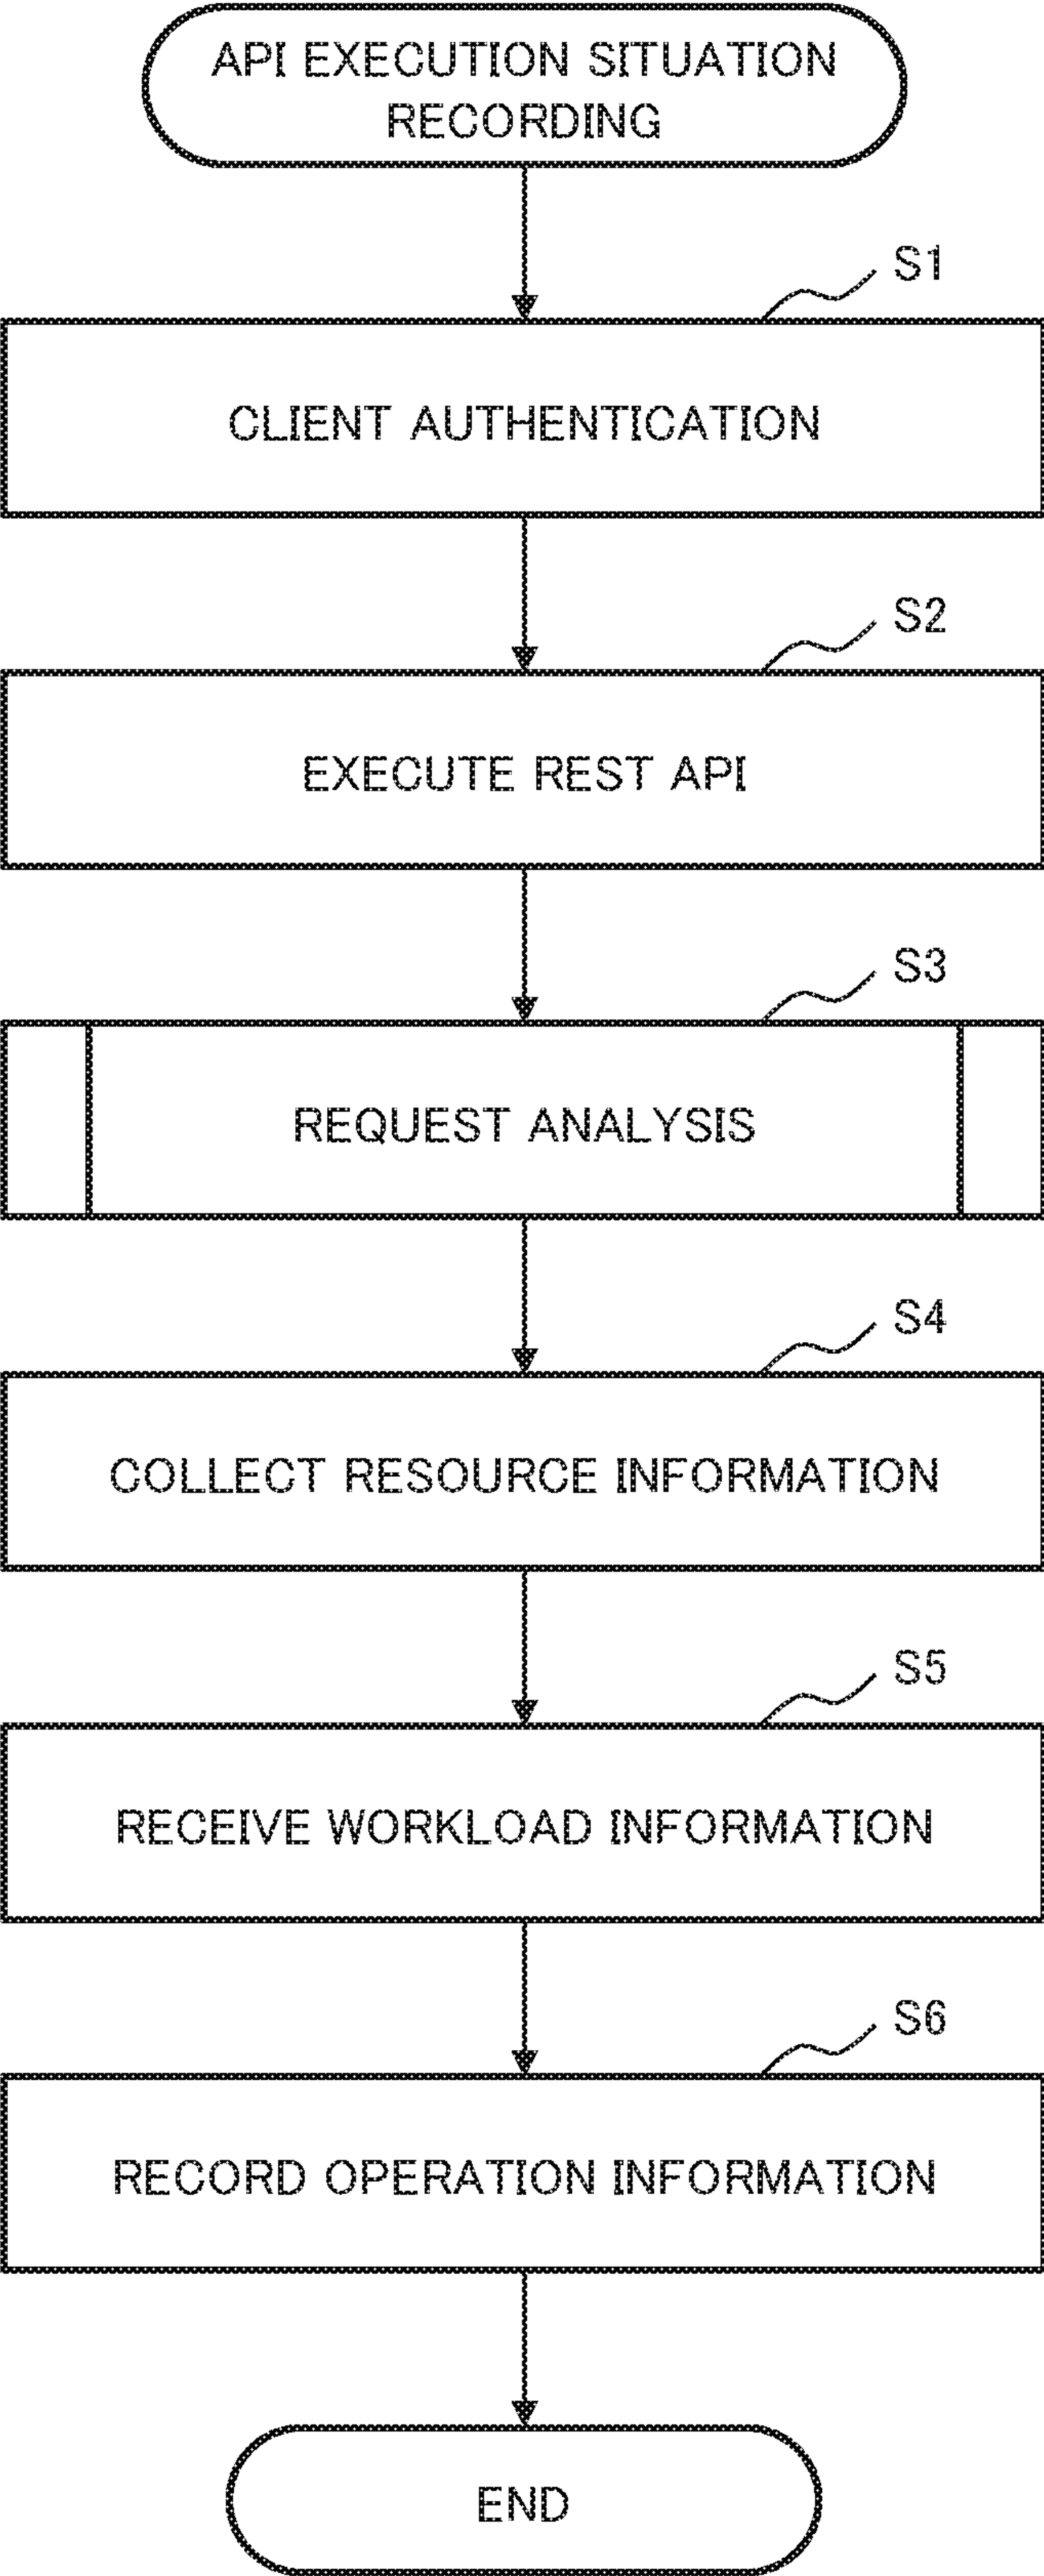 API EXECUTION SITUATION
RECORDING
S1
CLIENT AUTHENTICATION
S2
EXECUTE REST API
S3
REQUEST ANALYSIS
S4
COLLECT RESOURCE INFORMATION
S5
RECEIVE WORKLOAD INFORMATION
S6
RECORD OPERATION INFORMATION
END